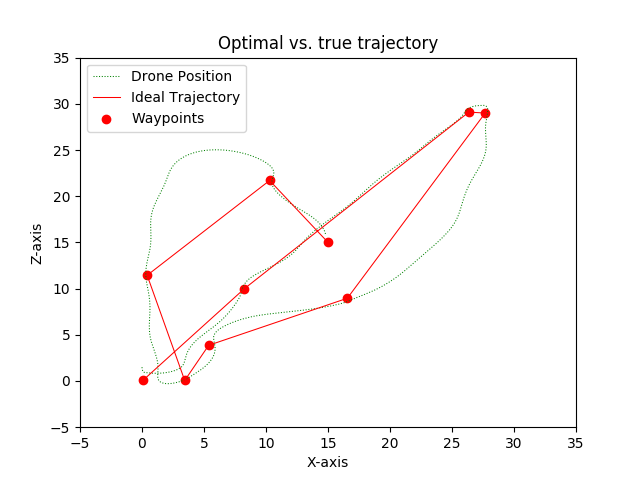 Optimal vs. true trajectory
Drone Position
Ideal Trajectory
Waypoints
35
30
25
20
15
10
5
0
−5
Z-axis
−5 0 5 10 15 20 25 30 35
X-axis